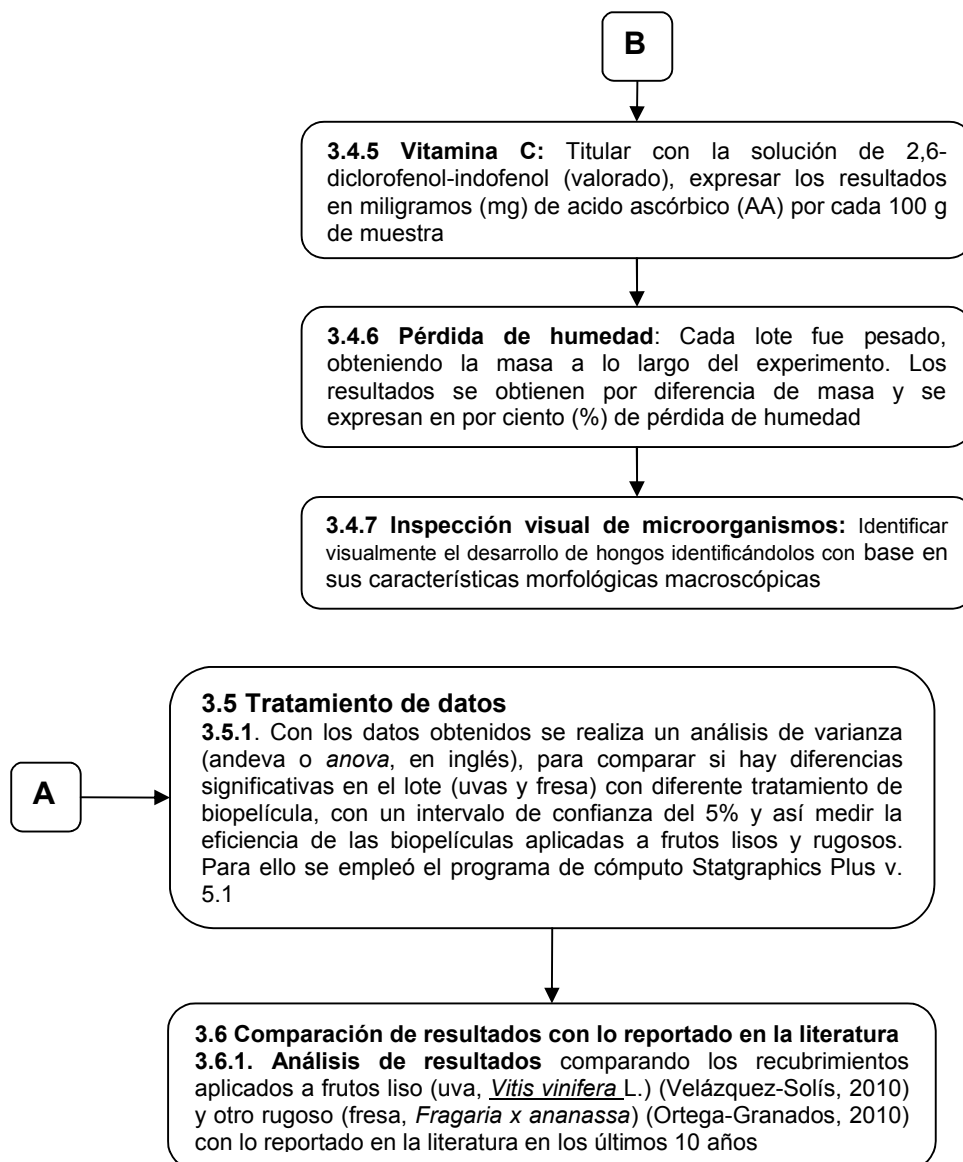 B
3.4.5 Vitamina C: Titular con la solución de 2,6-
diclorofenol-indofenol (valorado), expresar los resultados
en miligramos (mg) de acido ascórbico (AA) por cada 100 g
de muestra
3.4.6 Pérdida de humedad: Cada lote fue pesado,
obteniendo la masa a lo largo del experimento. Los
resultados se obtienen por diferencia de masa y se
expresan en por ciento (%) de pérdida de humedad
3.4.7 Inspección visual de microorganismos: Identificar
visualmente el desarrollo de hongos identificándolos con base en
sus características morfológicas macroscópicas
A
3.5 Tratamiento de datos
3.5.1. Con los datos obtenidos se realiza un análisis de varianza
(andeva o anova, en inglés), para comparar si hay diferencias
significativas en el lote (uvas y fresa) con diferente tratamiento de
biopelícula, con un intervalo de confianza del 5% y así medir la
eficiencia de las biopelículas aplicadas a frutos lisos y rugosos.
Para ello se empleó el programa de cómputo Statgraphics Plus v.
5.1
3.6 Comparación de resultados con lo reportado en la literatura
3.6.1. Análisis de resultados comparando los recubrimientos
aplicados a frutos liso (uva, Vitis vinifera L.) (Velázquez-Solís, 2010)
y otro rugoso (fresa, Fragaria x ananassa) (Ortega-Granados, 2010)
con lo reportado en la literatura en los últimos 10 años